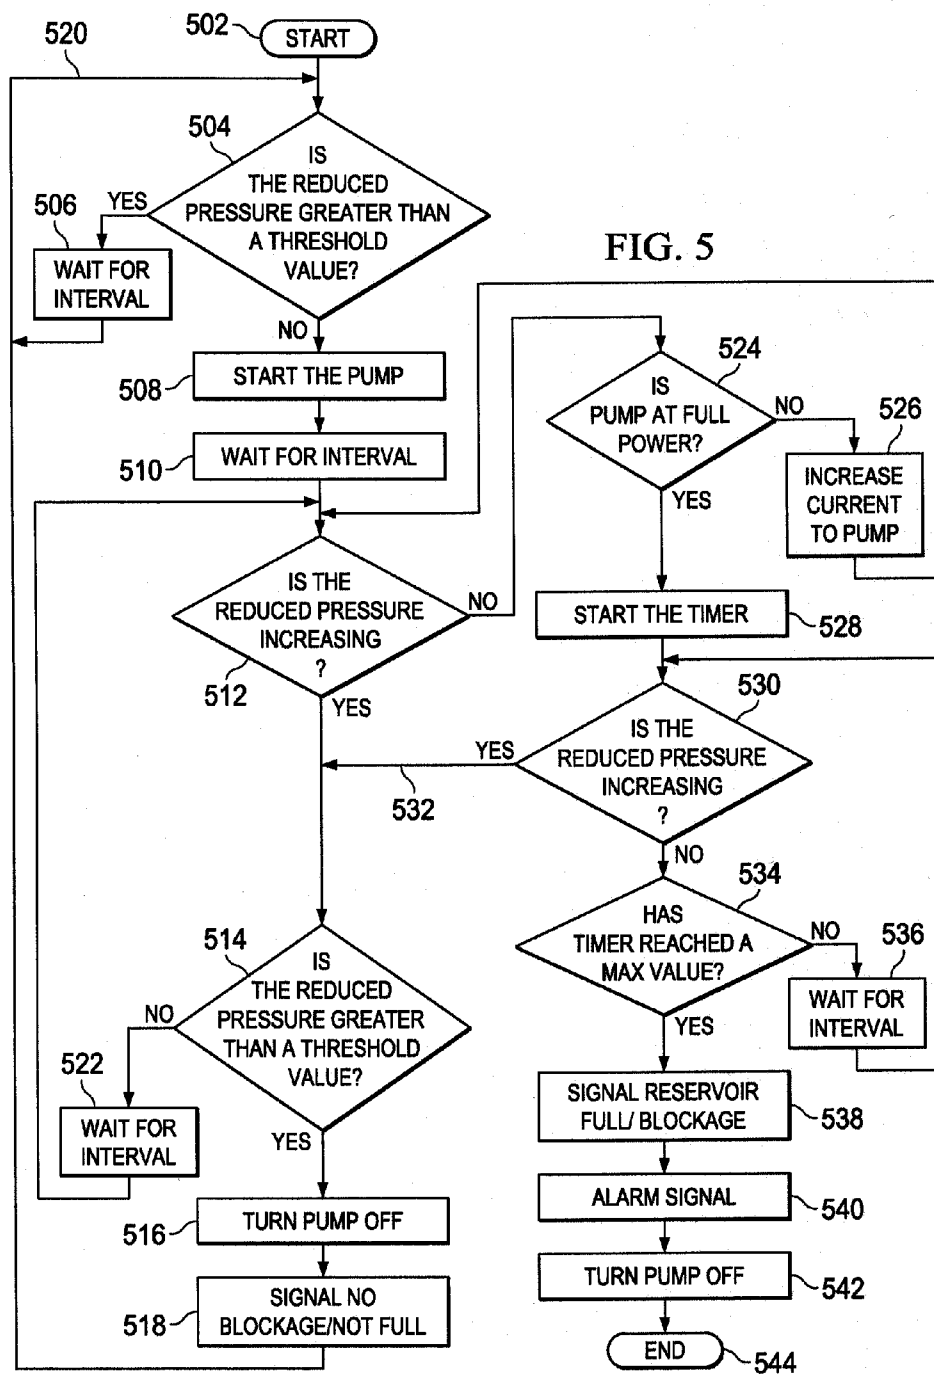 520
502
START
504
IS
THE REDUCED
PRESSURE GREATER THAN
A THRESHOLD
VALUE?
YES
506
WAIT FOR
INTERVAL
NO
FIG. 5
508
START THE PUMP
510
WAIT FOR INTERVAL
524
IS
PUMP AT FULL
POWER?
NO
526
INCREASE
CURRENT
TO PUMP
YES
IS THE
REDUCED PRESSURE
INCREASING
?
NO
512
YES
START THE TIMER
528
530
IS THE
REDUCED PRESSURE
INCREASING
?
YES
532
NO
534
HAS
TIMER REACHED A
MAX VALUE?
NO
536
WAIT FOR
INTERVAL
YES
514
IS
THE REDUCED
PRESSURE GREATER
THAN A THRESHOLD
VALUE?
NO
522
WAIT FOR
INTERVAL
YES
516
TURN PUMP OFF
518
SIGNAL NO
BLOCKAGE/NOT FULL
SIGNAL RESERVOIR
FULL/ BLOCKAGE
538
ALARM SIGNAL
540
TURN PUMP OFF
542
END
544